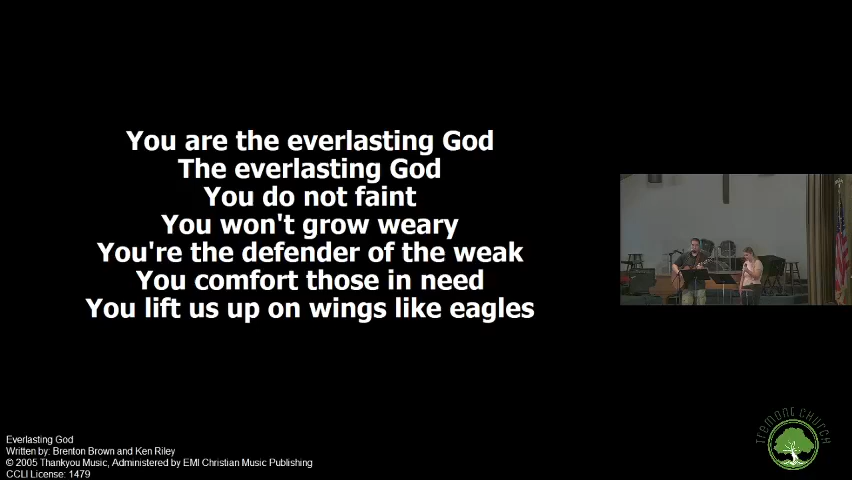 You are the everlasting God
The everlasting God
You do not faint
You won't grow weary
You're the defender of the weak
You comfort those in need
You lift us up on wings like eagles
Everlasting God
Written by: Brenton Brown and Ken Riley
© 2005 Thankyou Music, Administered by EMI Christian Music Publishing
CCLI License: 1479
TREMONT CHURCH